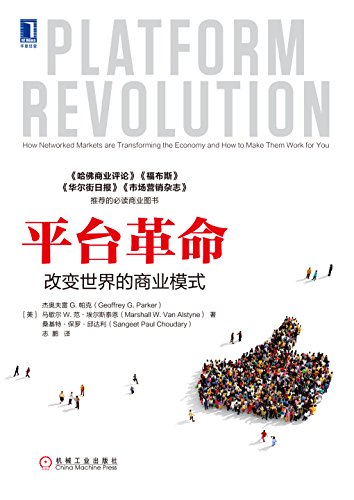 华章经管
PLATFORM
REVOLUTION
How Networked Markets are Transforming the Economy and How to Make Them Work for You
《哈佛商业评论》《福布斯》
《华尔街日报》《市场营销杂志》
推荐的必读商业图书
平台革命
改变世界的商业模式
杰奥夫雷 G. 帕克（Geoffrey G. Parker）
[美] 马歇尔 W. 范·埃尔斯泰恩（Marshall W. Van Alstyne） 著
桑基特·保罗·邱达利（Sangeet Paul Choudary）
志鹏 译
机械工业出版社
China Machine Press